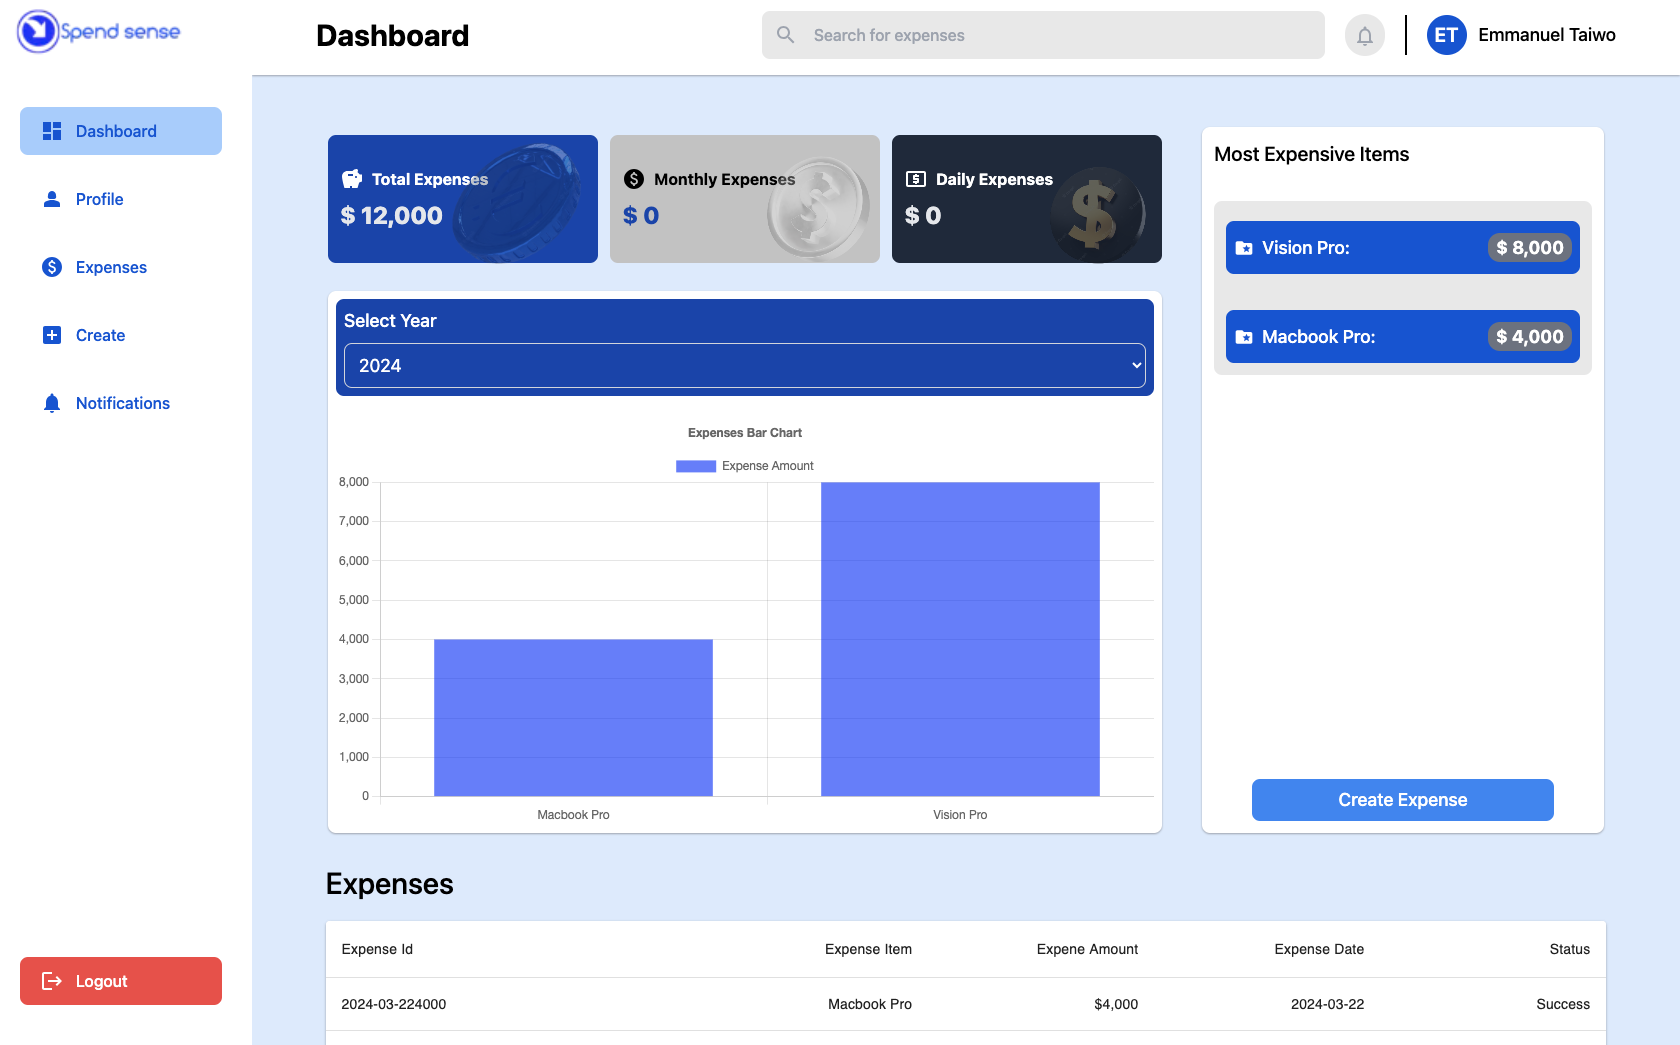 Spend sense
Dashboard
Search for expenses
ET Emmanuel Taiwo
Dashboard
Profile
Expenses
Create
Notifications
Logout
Total Expenses
$ 12,000
Monthly Expenses
$ 0
Daily Expenses
$ 0
Select Year
2024
Expenses Bar Chart
Expense Amount
8,000
7,000
6,000
5,000
4,000
3,000
2,000
1,000
0
Macbook Pro Vision Pro
Most Expensive Items
Vision Pro: $ 8,000
Macbook Pro: $ 4,000
Create Expense
Expenses
Expense Id Expense Item Expene Amount Expense Date Status
2024-03-224000 Macbook Pro $4,000 2024-03-22 Success